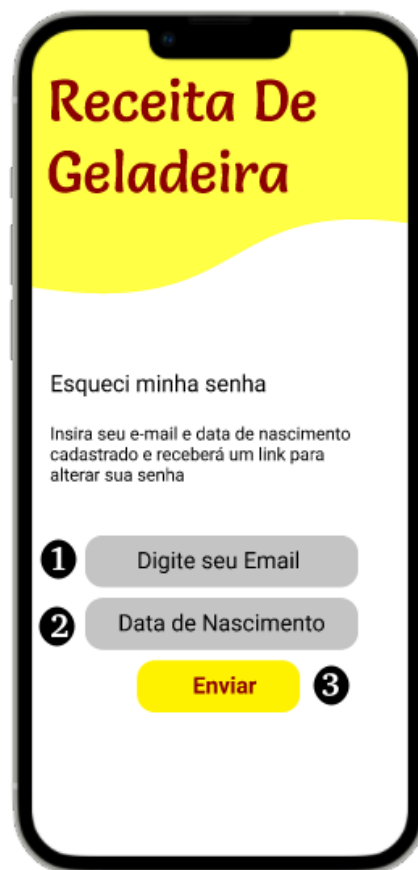 Receita De
Geladeira
Esqueci minha senha
Insira seu e-mail e data de nascimento
cadastrado e receberá um link para
alterar sua senha
1 Digite seu Email
2 Data de Nascimento
Enviar 3